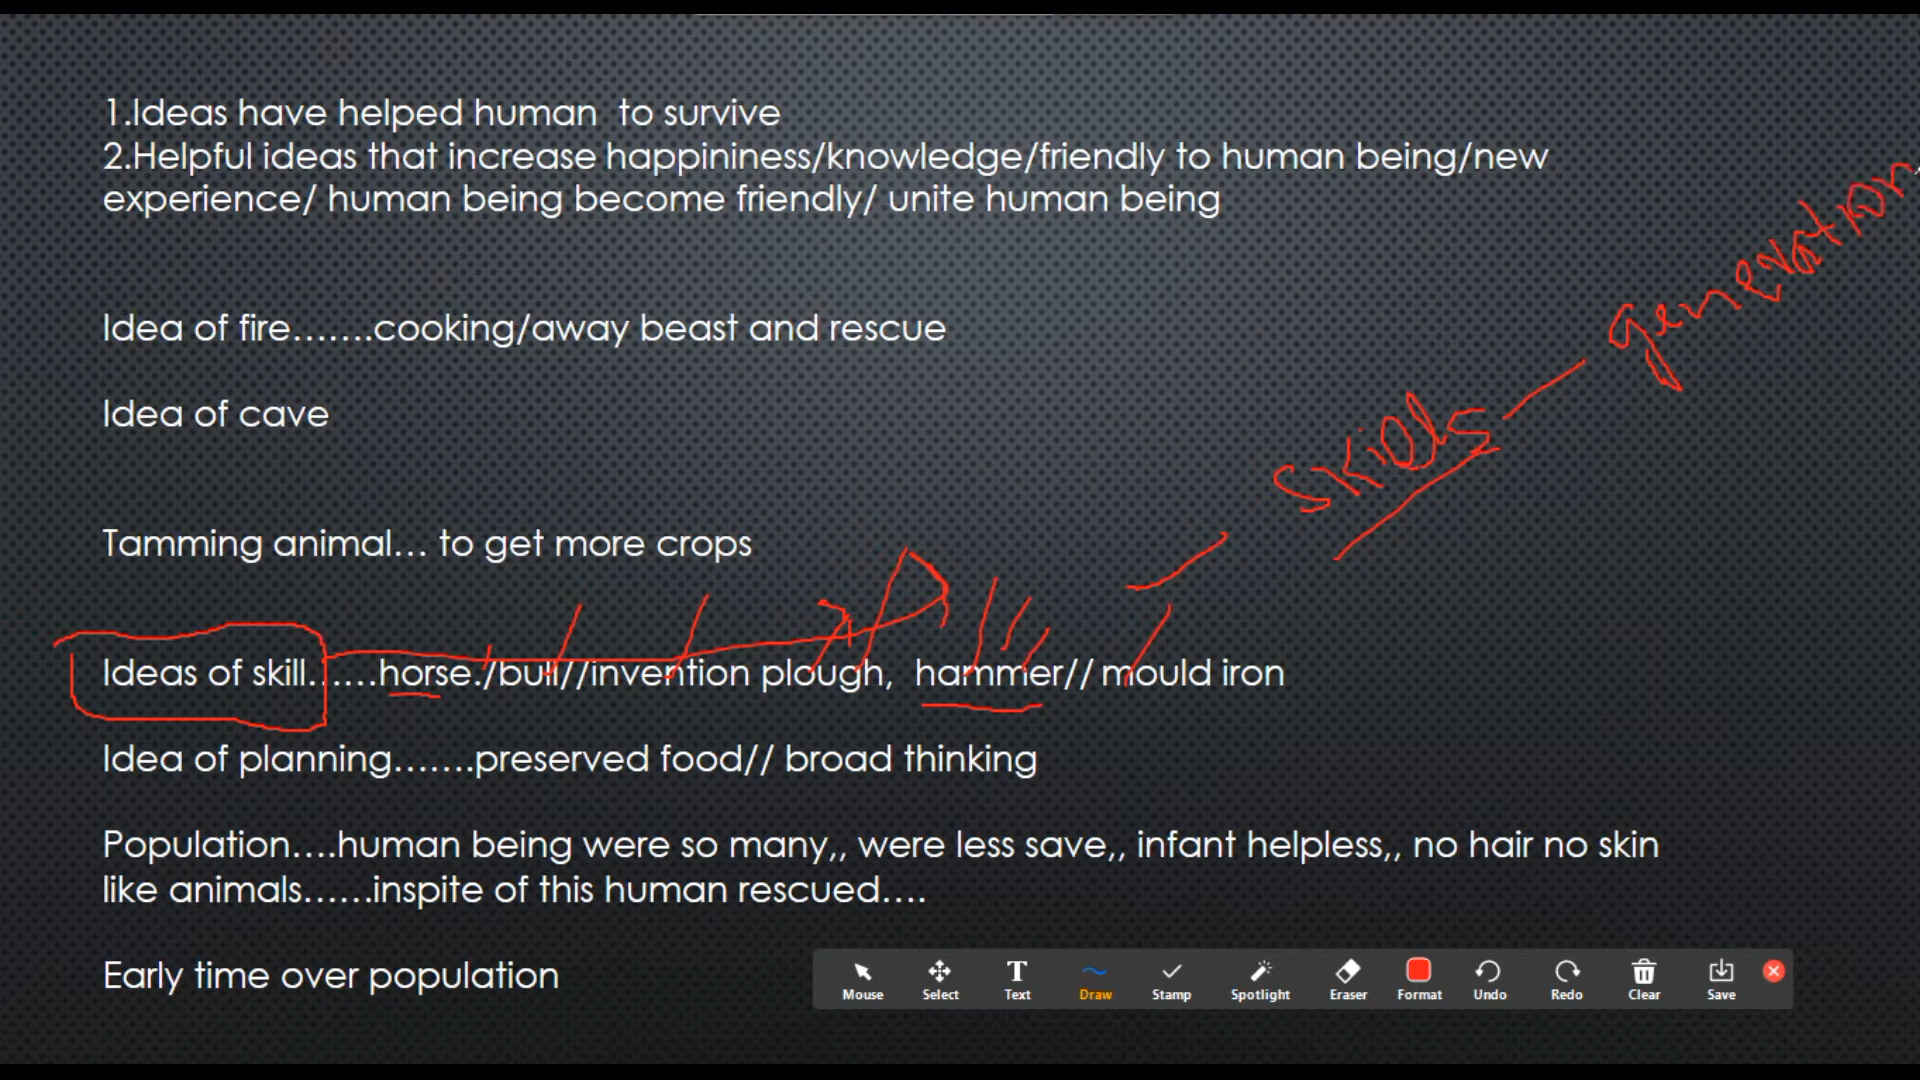 1.Ideas have helped human  to survive
2.Helpful ideas that increase happininess/knowledge/friendly to human being/new
experience/ human being become friendly/ unite human being
generation
Idea of fire.......cooking/away beast and rescue
Idea of cave
skills
Tamming animal... to get more crops
Ideas of skill......horse./bull//invention plough,  hammer// mould iron
Idea of planning.......preserved food// broad thinking
Population....human being were so many,, were less save,, infant helpless,, no hair no skin
like animals......inspite of this human rescued....
Early time over population
Mouse Select Text Draw Stamp Spotlight Eraser Format Undo Redo Clear Save